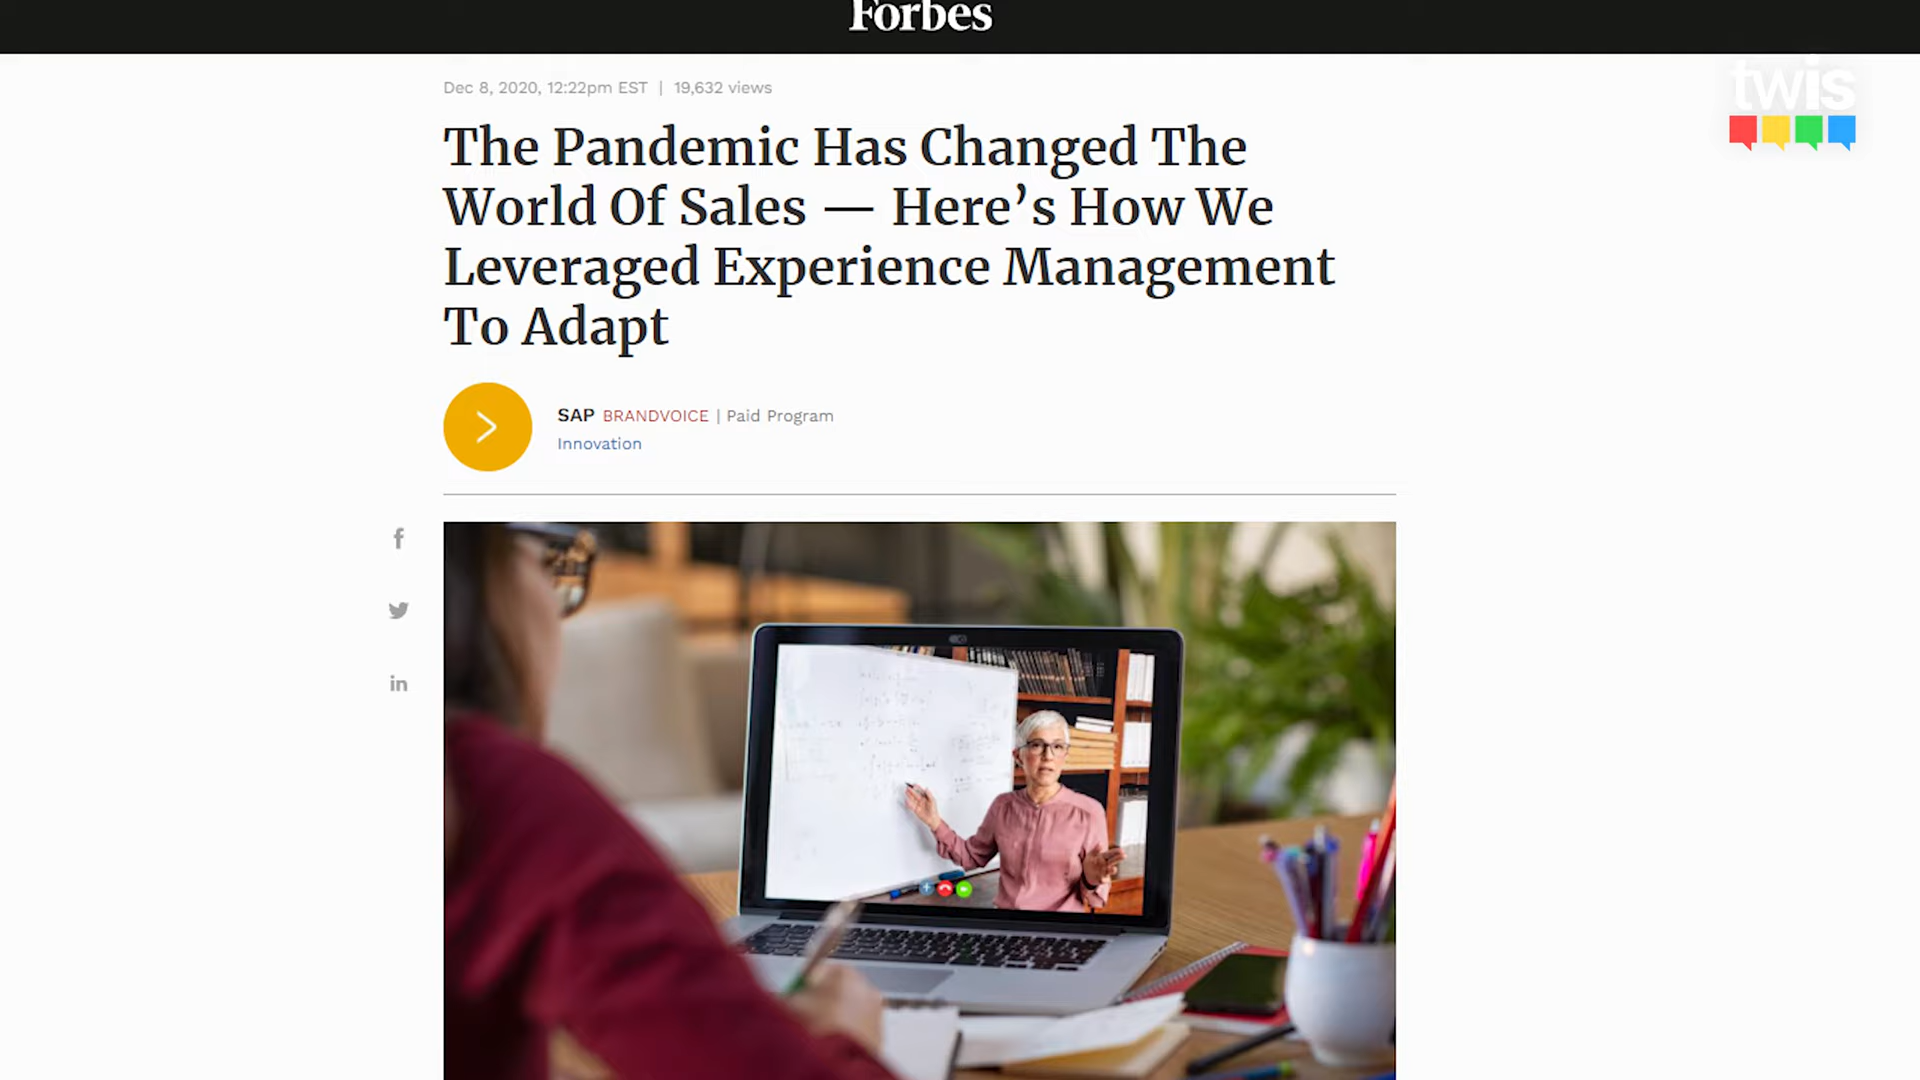 Forbes
twis
Dec 8, 2020, 12:22pm EST | 19,632 views
The Pandemic Has Changed The
World Of Sales — Here’s How We
Leveraged Experience Management
To Adapt
SAP BRANDVOICE | Paid Program
Innovation
f
in